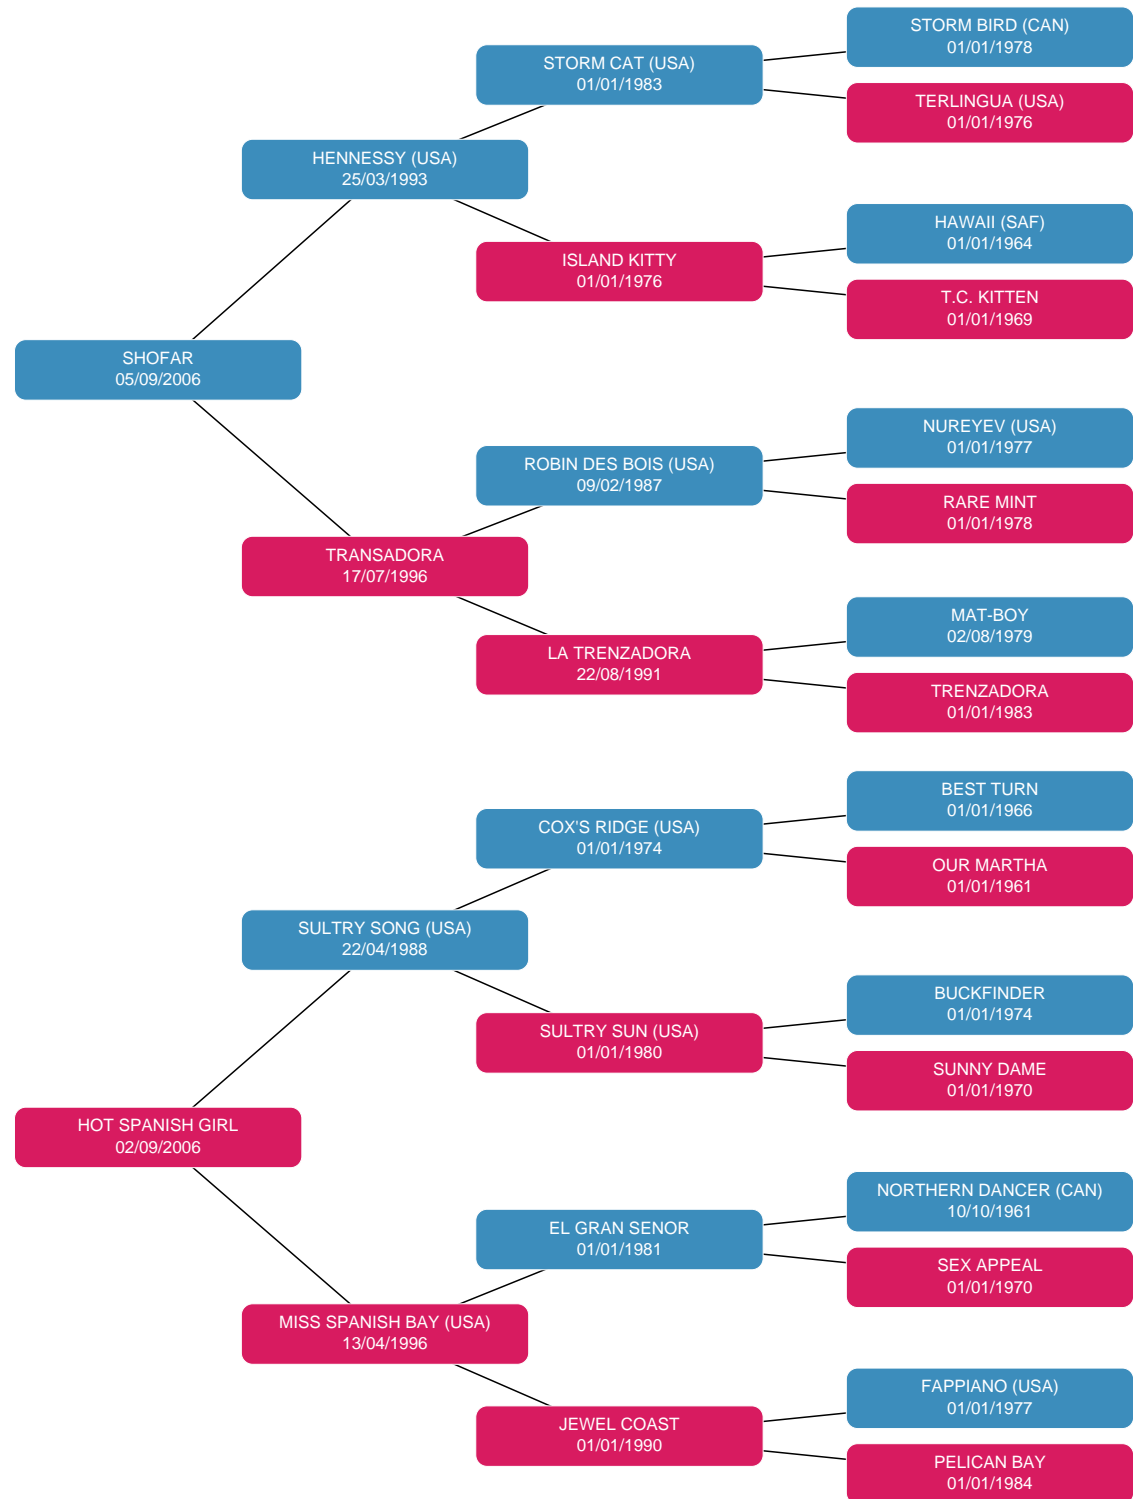 STORM BIRD (CAN)
01/01/1978
STORM CAT (USA)
01/01/1983
TERLINGUA (USA)
01/01/1976
HENNESSY (USA)
25/03/1993
HAWAII (SAF)
01/01/1964
ISLAND KITTY
01/01/1976
T.C. KITTEN
01/01/1969
SHOFAR
05/09/2006
NUREYEV (USA)
01/01/1977
ROBIN DES BOIS (USA)
09/02/1987
RARE MINT
01/01/1978
TRANSADORA
17/07/1996
MAT-BOY
02/08/1979
LA TRENZADORA
22/08/1991
TRENZADORA
01/01/1983
BEST TURN
01/01/1966
COX'S RIDGE (USA)
01/01/1974
OUR MARTHA
01/01/1961
SULTRY SONG (USA)
22/04/1988
BUCKFINDER
01/01/1974
SULTRY SUN (USA)
01/01/1980
SUNNY DAME
01/01/1970
HOT SPANISH GIRL
02/09/2006
NORTHERN DANCER (CAN)
10/10/1961
EL GRAN SENOR
01/01/1981
SEX APPEAL
01/01/1970
MISS SPANISH BAY (USA)
13/04/1996
FAPPIANO (USA)
01/01/1977
JEWEL COAST
01/01/1990
PELICAN BAY
01/01/1984